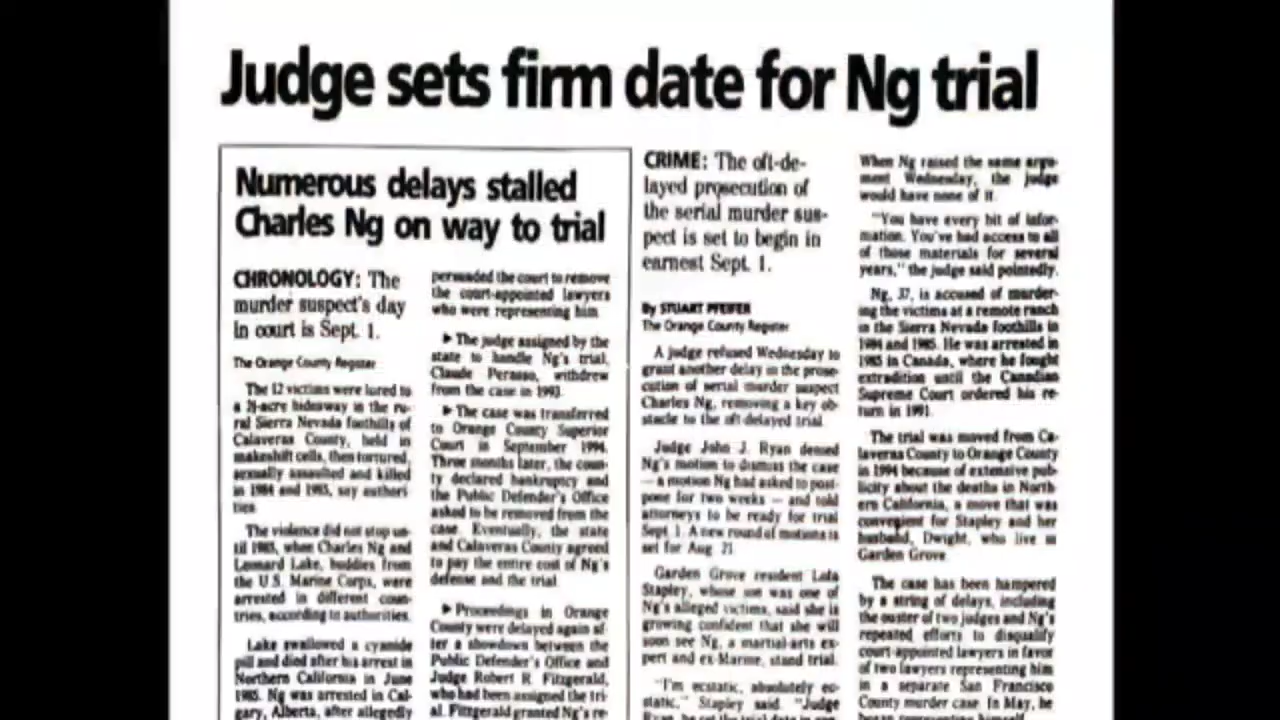 Judge sets firm date for Ng trial
Numerous delays stalled
Charles Ng on way to trial
CHRONOLOGY: The
murder suspect's day
in court is Sept. 1.
The Orange County Register
The 12 victims were lured to
a 2½-acre hideaway in the ru-
ral Sierra Nevada foothills of
Calaveras County, held in
makeshift cells, then tortured,
sexually assaulted and killed
in 1984 and 1985, say authori-
ties.
The violence did not stop un-
til 1985, when Charles Ng and
Leonard Lake, buddies from
the U.S. Marine Corps, were
arrested in different coun-
tries, according to authorities.
Lake swallowed a cyanide
pill and died after his arrest in
Northern California in June
1985. Ng was arrested in Cal-
gary, Alberta, after allegedly
persuaded the court to remove
the court-appointed lawyers
who were representing him.
▶ The judge assigned by the
state to handle Ng's trial,
Claude Perasso, withdrew
from the case in 1993.
▶ The case was transferred
to Orange County Superior
Court in September 1994.
Three months later, the coun-
ty declared bankruptcy and
the Public Defender's Office
asked to be removed from the
case. Eventually, the state
and Calaveras County agreed
to pay the entire cost of Ng's
defense and the trial.
▶ Proceedings in Orange
County were delayed again af-
ter a showdown between the
Public Defender's Office and
Judge Robert R. Fitzgerald,
who had been assigned the tri-
al. Fitzgerald granted Ng's re-
CRIME: The oft-de-
layed prosecution of
the serial murder sus-
pect is set to begin in
earnest Sept. 1.
By STUART PFEIFER
The Orange County Register
A judge refused Wednesday to
grant another delay in the prose-
cution of serial murder suspect
Charles Ng, removing a key ob-
stacle to the oft-delayed trial.
Judge John J. Ryan denied
Ng's motion to dismiss the case
— a motion Ng had asked to post-
pone for two weeks — and told
attorneys to be ready for trial
Sept. 1. A new round of motions is
set for Aug. 21.
Garden Grove resident Lola
Stapley, whose son was one of
Ng's alleged victims, said she is
growing confident that she will
soon see Ng, a martial-arts ex-
pert and ex-Marine, stand trial.
"I'm ecstatic, absolutely ec-
static," Stapley said. "Judge
Ryan, he set the trial date in
When Ng raised the same argu-
ment Wednesday, the judge
would have none of it.
"You have every bit of infor-
mation. You've had access to all
of those materials for several
years," the judge said pointedly.
Ng, 37, is accused of murder-
ing the victims at a remote ranch
in the Sierra Nevada foothills in
1984 and 1985. He was arrested in
1985 in Canada, where he fought
extradition until the Canadian
Supreme Court ordered his re-
turn in 1991.
The trial was moved from Ca-
laveras County to Orange County
in 1994 because of extensive pub-
licity about the deaths in North-
ern California, a move that was
convenient for Stapley and her
husband, Dwight, who live in
Garden Grove.
The case has been hampered
by a string of delays, including
the ouster of two judges and Ng's
repeated efforts to disqualify
court-appointed lawyers in favor
of two lawyers representing him
in a separate San Francisco
County murder case. In May, he
began representing himself.